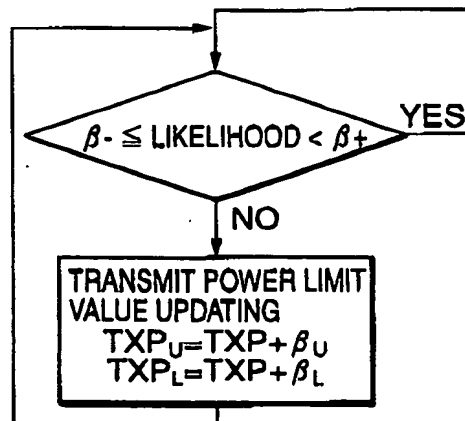 β- ≦ LIKELIHOOD < β+
YES
NO
TRANSMIT POWER LIMIT
VALUE UPDATING
TXPU=TXP+βU
TXPL=TXP+βL